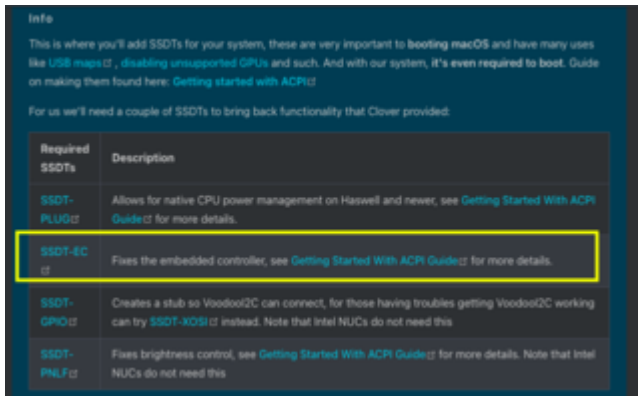 Info
This is where you'll add SSDTs for your system, these are very important to booting macOS and have many uses
like USB maps, disabling unsupported GPUs and such. And with our system, it's even required to boot. Guide
on making them found here: Getting started with ACPI
For us we'll need a couple of SSDTs to bring back functionality that Clover provided:
Required
SSDTs
Description
SSDT-
PLUG
Allows for native CPU power management on Haswell and newer, see Getting Started With ACPI
Guide for more details.
SSDT-EC
Fixes the embedded controller, see Getting Started With ACPI Guide for more details.
SSDT-
GPIO
Creates a stub so VoodooI2C can connect, for those having troubles getting VoodooI2C working
can try SSDT-XOSI instead. Note that Intel NUCs do not need this
SSDT-
PNLF
Fixes brightness control, see Getting Started With ACPI Guide for more details. Note that Intel
NUCs do not need this